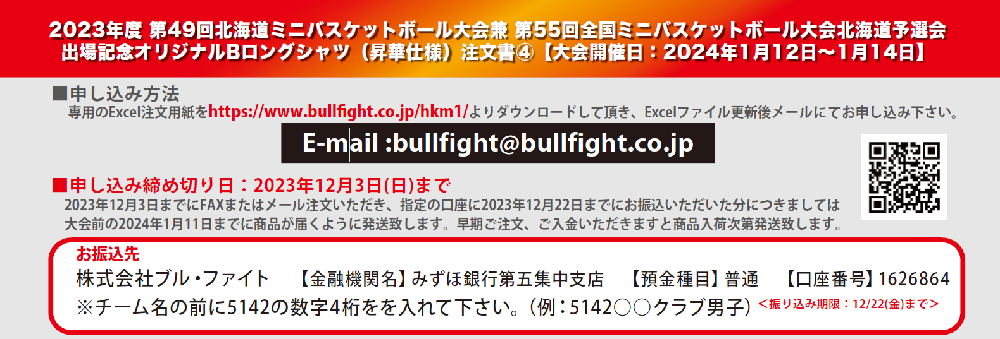 2023年度 第49回北海道ミニバスケットボール大会兼 第55回全国ミニバスケットボール大会北海道予選会
出場記念オリジナルBロングシャツ（昇華仕様）注文書④【大会開催日：2024年1月12日〜1月14日】
■申し込み方法
専用のExcel注文用紙をhttps://www.bullfight.co.jp/hkm1/よりダウンロードして頂き、Excelファイル更新後メールにてお申し込み下さい。
E-mail :bullfight@bullfight.co.jp
■申し込み締め切り日：2023年12月3日(日)まで
2023年12月3日までにFAXまたはメール注文いただき、指定の口座に2023年12月22日までにお振込いただいた分につきましては
大会前の2024年1月11日までに商品が届くように発送致します。早期ご注文、ご入金いただきますと商品入荷次第発送致します。
お振込先
株式会社ブル・ファイト 【金融機関名】みずほ銀行第五集中支店 【預金種目】普通 【口座番号】1626864
※チーム名の前に5142の数字4桁をを入れて下さい。（例：5142○○クラブ男子）＜振り込み期限：12/22(金)まで＞